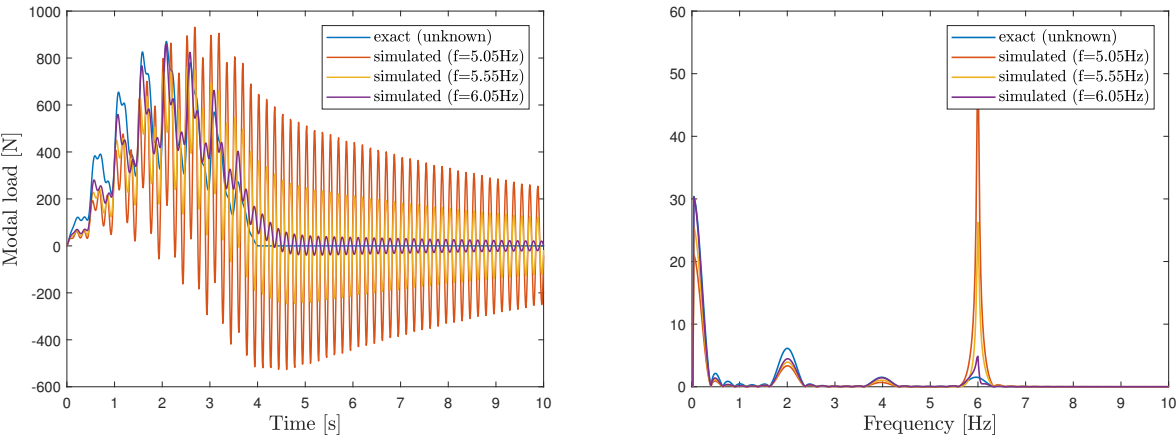 1000
800
600
400
200
0
-200
-400
-600
0 1 2 3 4 5 6 7 8 9 10
Time [s]
Modal load [N]
exact (unknown)
simulated (f=5.05Hz)
simulated (f=5.55Hz)
simulated (f=6.05Hz)
60
50
40
30
20
10
0
0 1 2 3 4 5 6 7 8 9 10
Frequency [Hz]
exact (unknown)
simulated (f=5.05Hz)
simulated (f=5.55Hz)
simulated (f=6.05Hz)